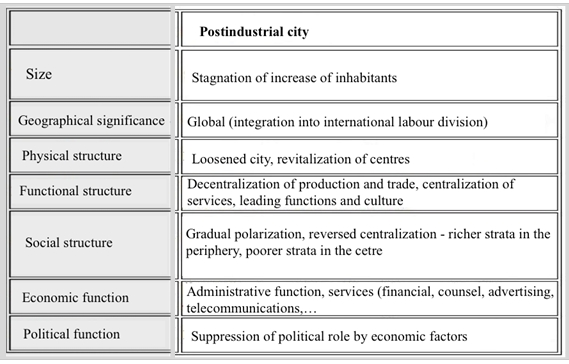 Postindustrial city
Size
Stagnation of increase of inhabitants
Geographical significance
Global (integration into international labour division)
Physical structure
Loosened city, revitalization of centres
Functional structure
Decentralization of production and trade, centralization of
services, leading functions and culture
Social structure
Gradual polarization, reversed centralization - richer strata in the
periphery, poorer strata in the cetre
Economic function
Administrative function, services (financial, counsel, advertising,
telecommunications,…
Political function
Suppression of political role by economic factors